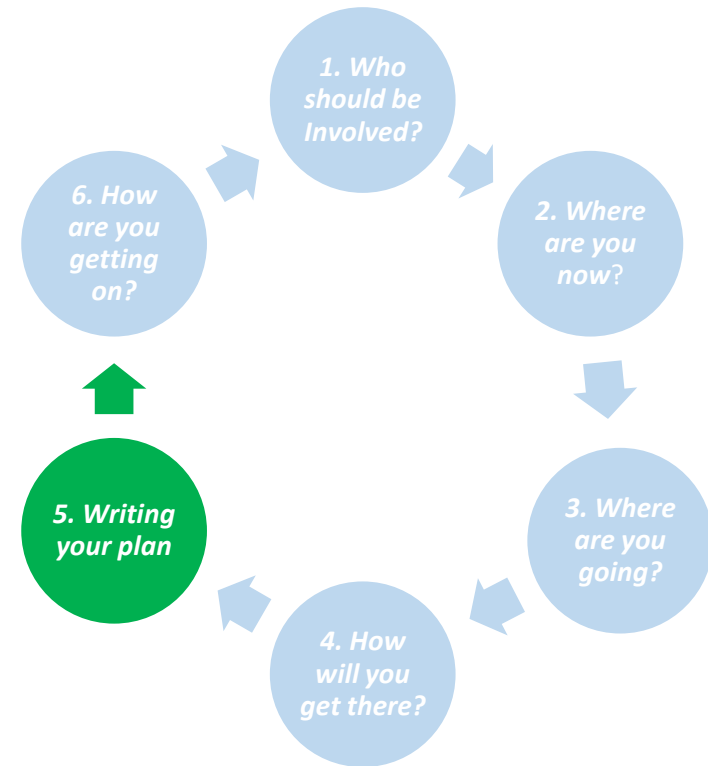 1. Who
should be
Involved?
2. Where
are you
now?
3. Where
are you
going?
4. How
will you
get there?
5. Writing
your plan
6. How
are you
getting
on?